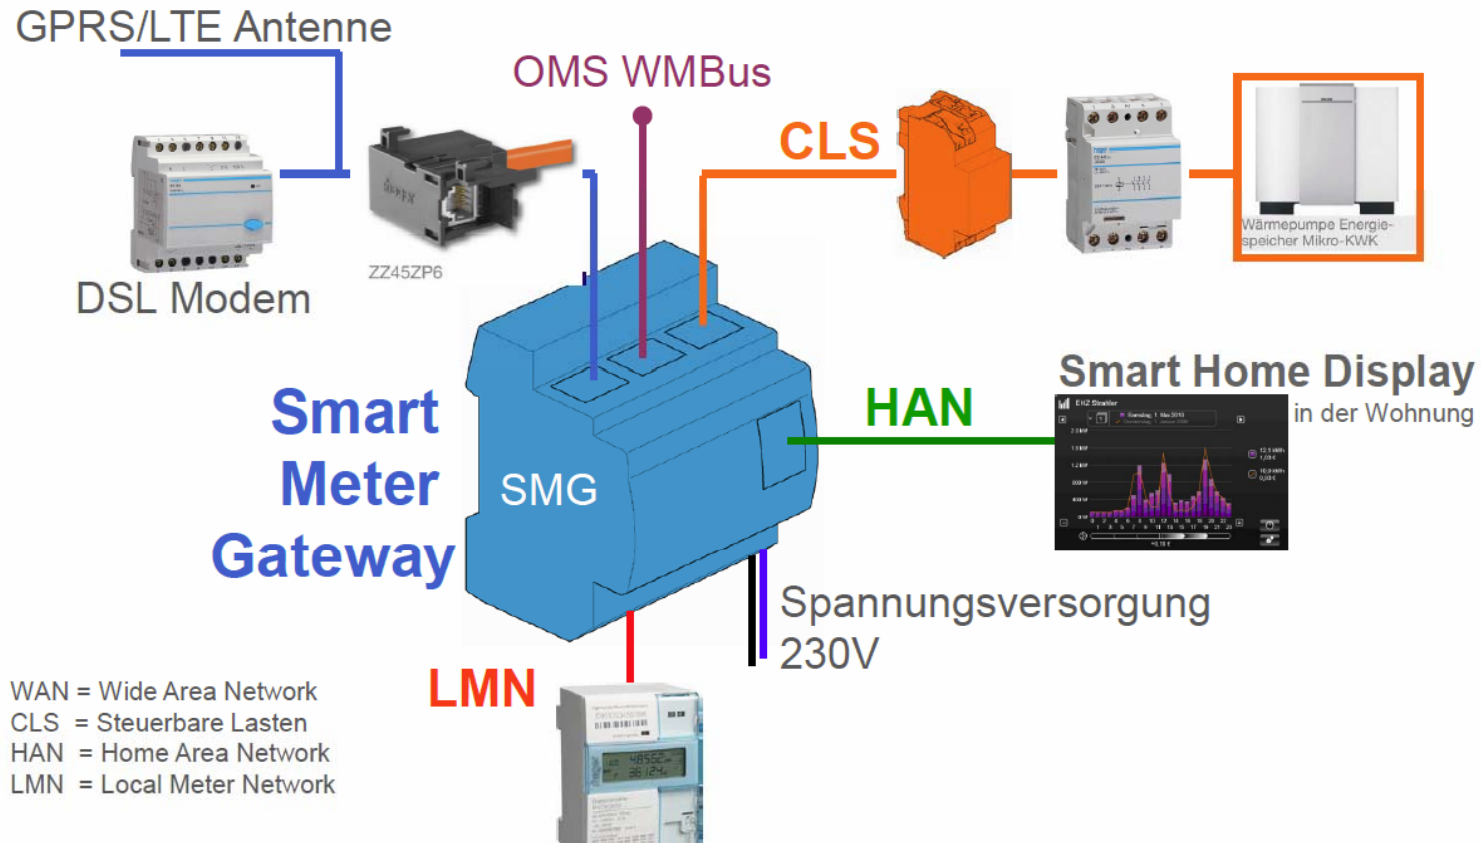 GPRS/LTE Antenne
OMS WMBus
CLS
ZZ45ZP6
DSL Modem
Wärmepumpe Energie-
speicher Mikro-KWK
Smart
Meter
Gateway
SMG
HAN
Smart Home Display
in der Wohnung
EKZ Strahler
Spannungsversorgung
230V
LMN
WAN = Wide Area Network
CLS = Steuerbare Lasten
HAN = Home Area Network
LMN = Local Meter Network